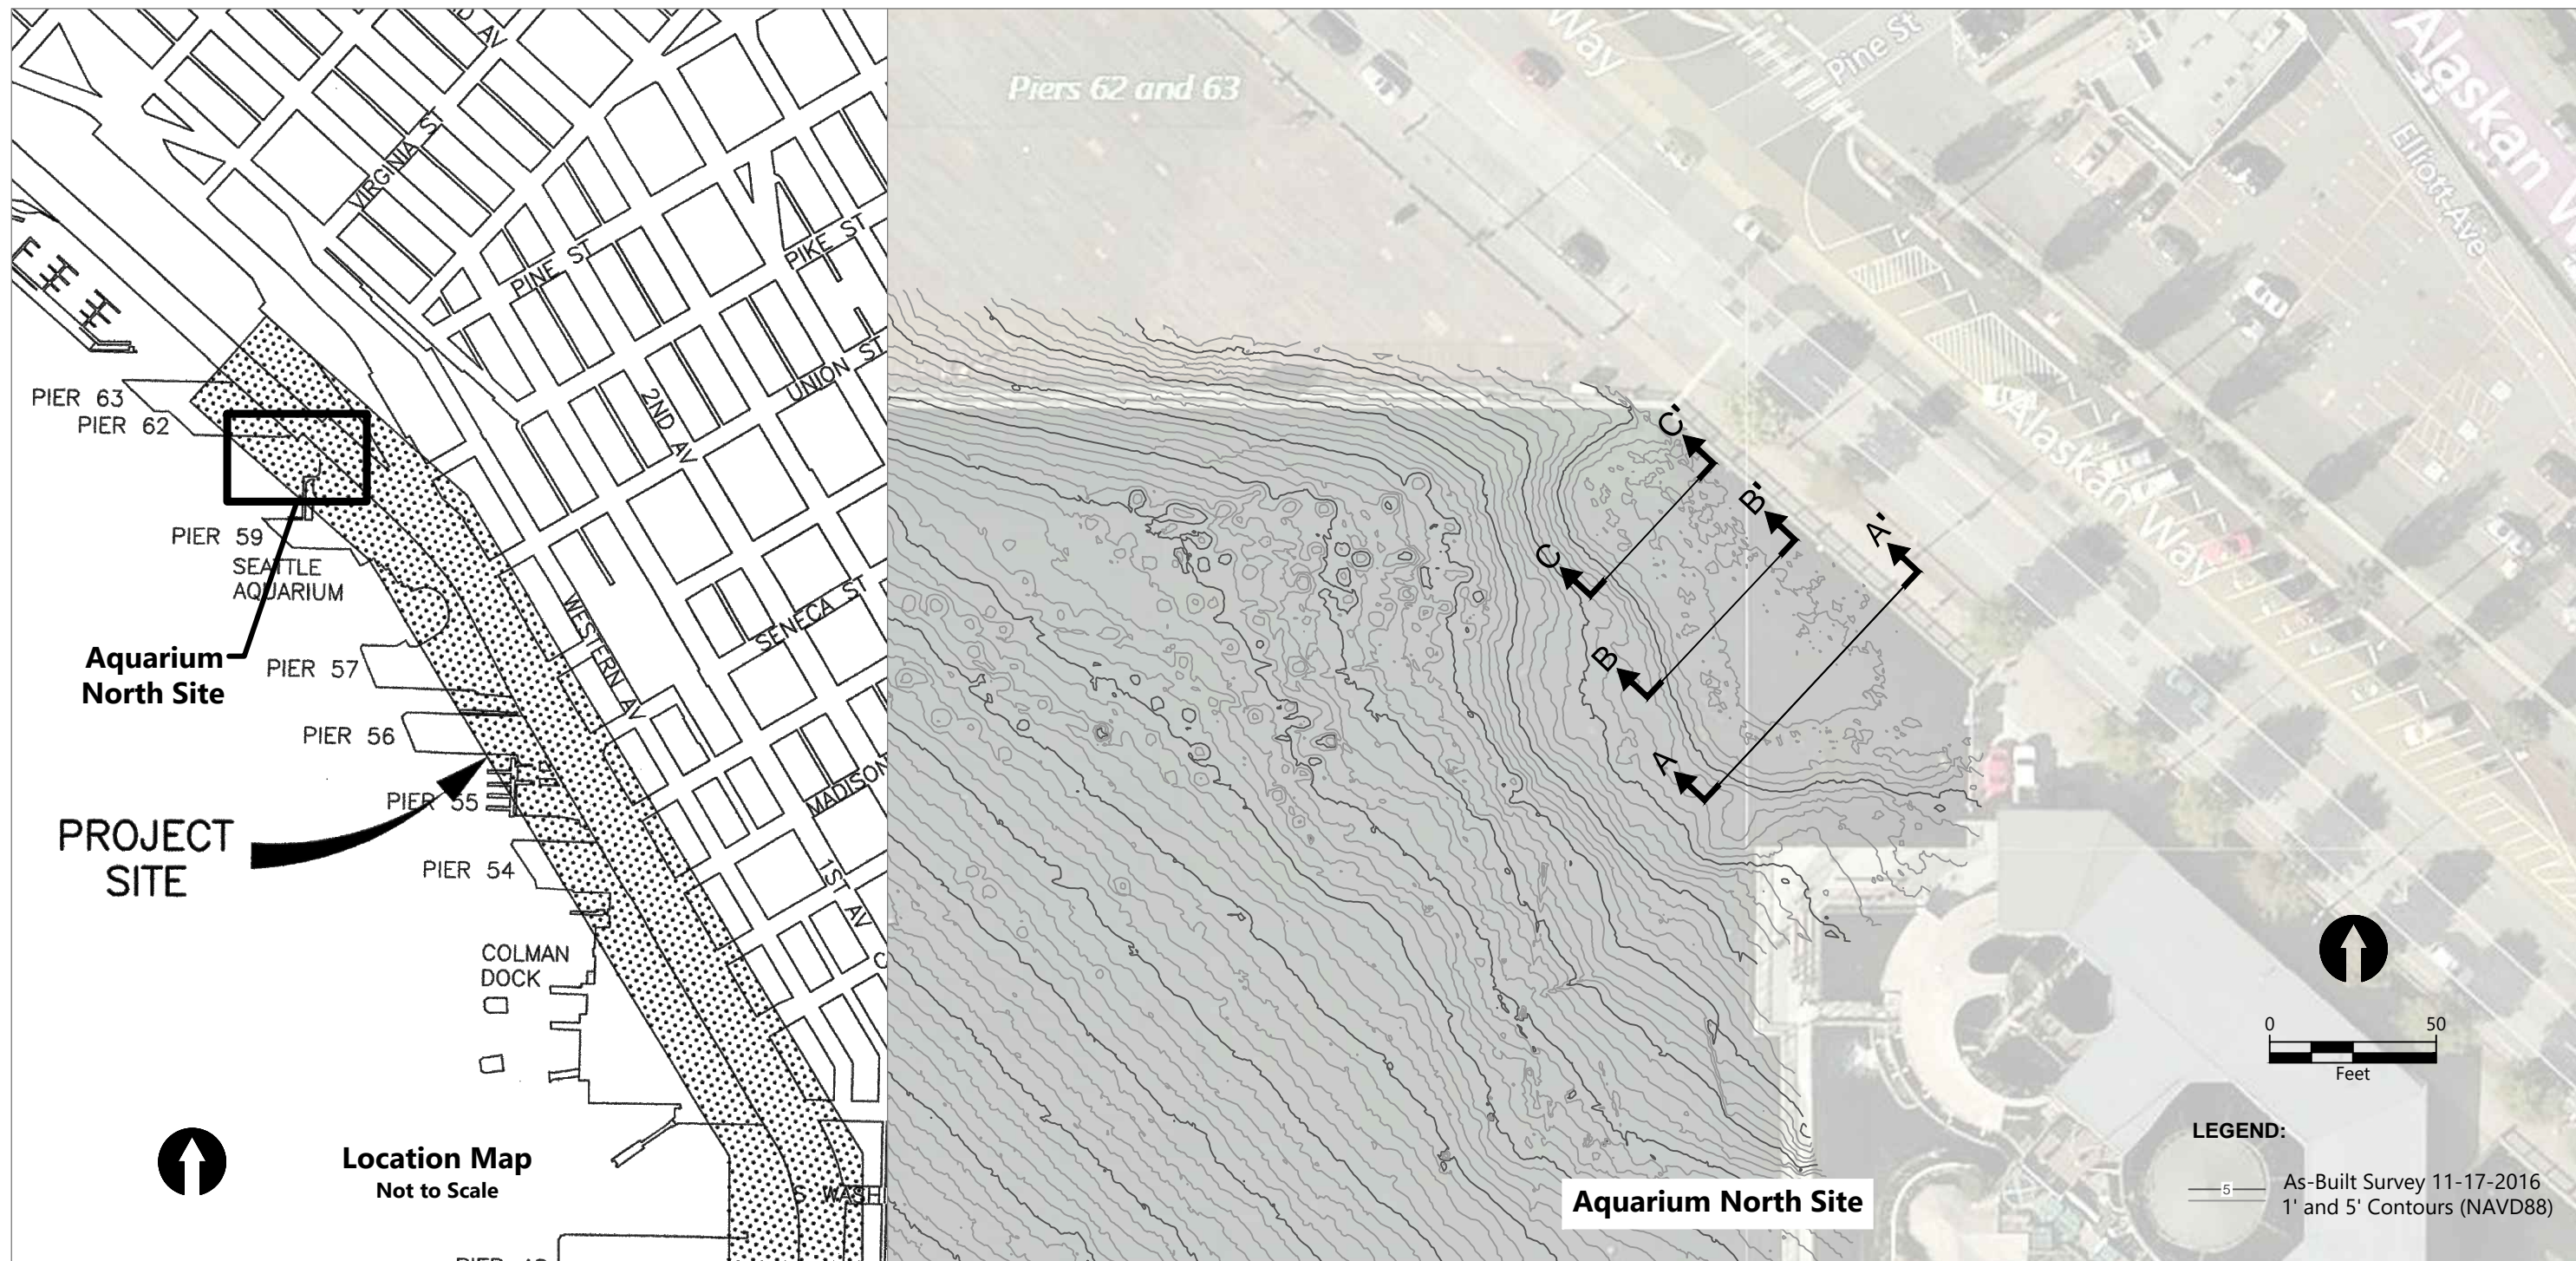 D AV
VIRGINIA ST
PINE ST
PIKE ST
UNION ST
2ND AV
SENECA ST
WESTERN AV
MADISON
1ST AV
C
S WASHI
PIER 63
PIER 62
PIER 59
SEATTLE
AQUARIUM
Aquarium
North Site
PIER 57
PIER 56
PIER 55
PROJECT
SITE
PIER 54
COLMAN
DOCK
Location Map
Not to Scale
Piers 62 and 63
Way
Pine St
Alaskan W
Elliott Ave
Alaskan Way
C'
B'
A'
C
B
A
0 50
Feet
LEGEND:
5
As-Built Survey 11-17-2016
1' and 5' Contours (NAVD88)
Aquarium North Site